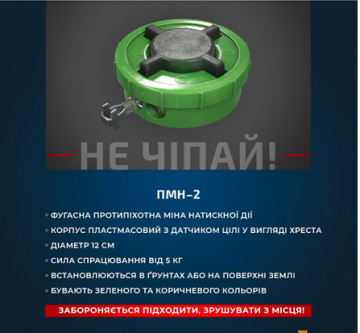 НЕ ЧІПАЙ!
ПМН-2
• ФУГАСНА ПРОТИПІХОТНА МІНА НАТИСКНОЇ ДІЇ
• КОРПУС ПЛАСТМАСОВИЙ З ДАТЧИКОМ ЦІЛІ У ВИГЛЯДІ ХРЕСТА
• ДІАМЕТР 12 СМ
• СИЛА СПРАЦЮВАННЯ ВІД 5 КГ
• ВСТАНОВЛЮЮТЬСЯ В ҐРУНТАХ АБО НА ПОВЕРХНІ ЗЕМЛІ
• БУВАЮТЬ ЗЕЛЕНОГО ТА КОРИЧНЕВОГО КОЛЬОРІВ
ЗАБОРОНЯЄТЬСЯ ПІДХОДИТИ, ЗРУШУВАТИ З МІСЦЯ!